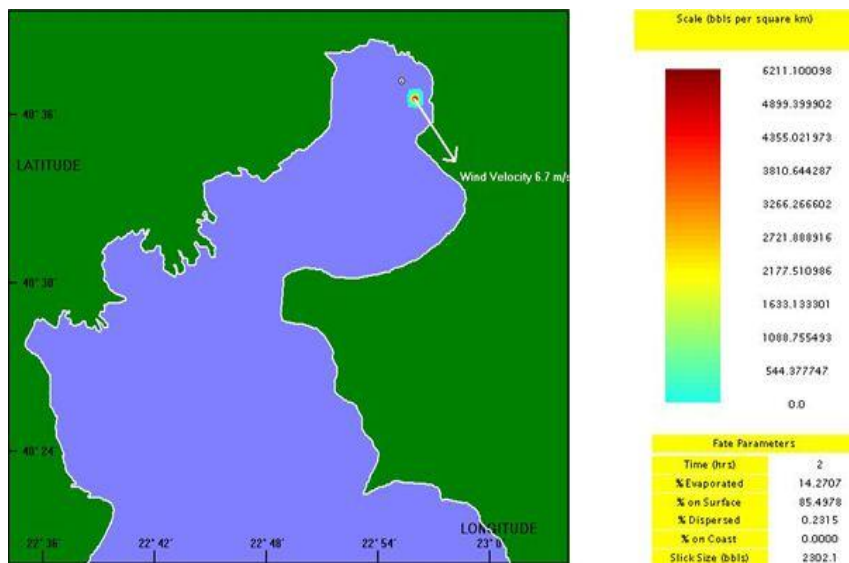 40° 36'
LATITUDE
Wind Velocity 6.7 m/s
40° 30'
40° 24'
LONGITUDE
22° 36' 22° 42' 22° 48' 22° 54' 23° 0'
Scale (bbls per square km)
6211.100098
4899.399902
4355.021973
3810.644287
3266.266602
2721.888916
2177.510986
1633.133301
1088.755493
544.377747
0.0
Fate Parameters
Time (hrs) 2
% Evaporated 14.2707
% on Surface 85.4978
% Dispersed 0.2315
% on Coast 0.0000
Slick Size (bbls) 2302.1